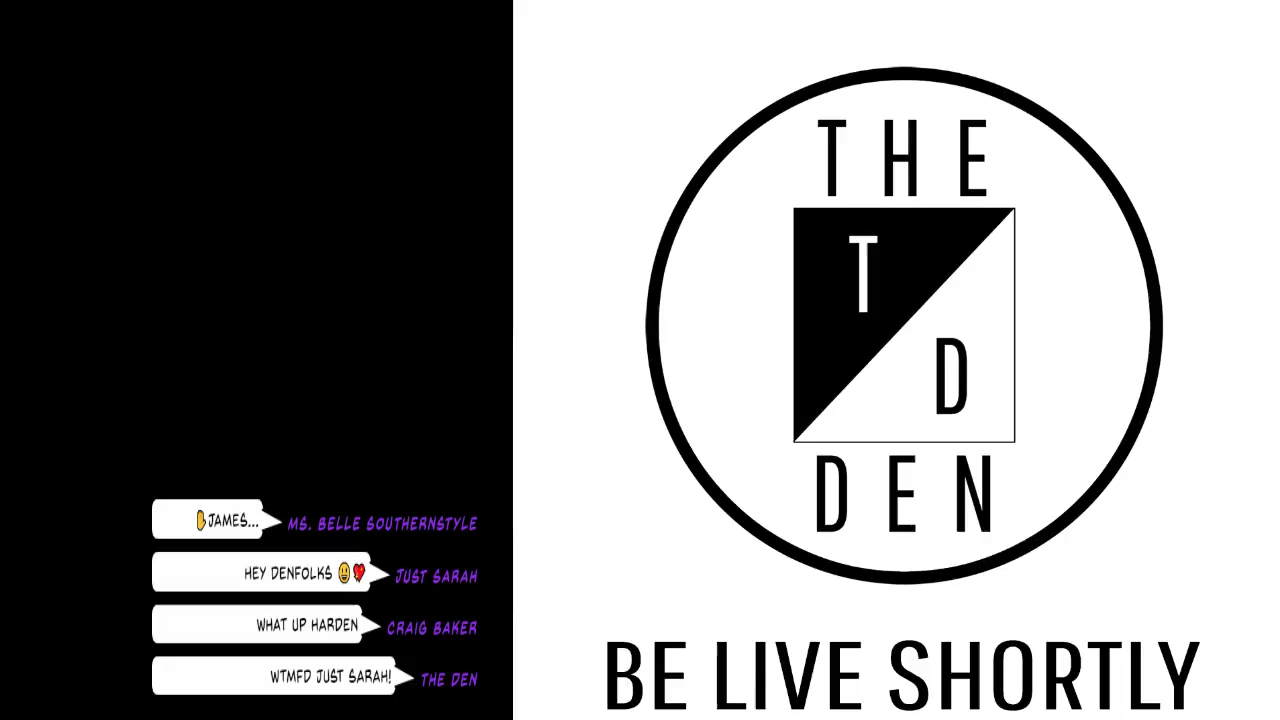 JAMES... MS. BELLE SOUTHERNSTYLE
HEY DENFOLKS JUST SARAH
WHAT UP HARDEN CRAIG BAKER
WTMFD JUST SARAH! THE DEN
THE
T
D
DEN
BE LIVE SHORTLY